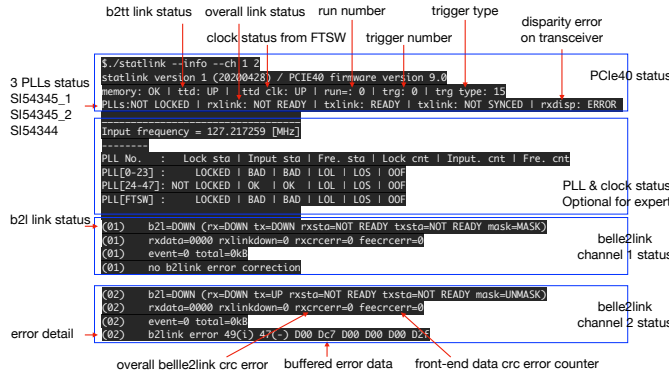 b2tt link status
overall link status
run number
trigger type
disparity error
on transceiver
clock status from FTSW
trigger number
$./statlink --info --ch 1 2
statlink version 1 (20200428) / PCIE40 firmware version 9.0
memory: OK | ttd: UP | ttd Clk: UP | run=: 0 | trg: 0 | trg type: 15
PLLs:NOT LOCKED | rxlink: NOT READY | txlink: READY | txlink: NOT SYNCED | rxdisp: ERROR
PCIe40 status
3 PLLs status
SI54345_1
SI54345_2
SI54344
--------------------------------
Input frequency = 127.217259 [MHz]
--------
PLL No. : Lock sta | Input sta | Fre. sta | Lock cnt | Input. cnt | Fre. cnt
PLL[0-23] : LOCKED | BAD | BAD | LOL | LOS | OOF
PLL[24-47]: NOT LOCKED | OK | OK | LOL | LOS | OOF
PLL[FTSW] : LOCKED | BAD | BAD | LOL | LOS | OOF
--------------------------------
PLL & clock status
Optional for expert
b2l link status
(01) b2l=DOWN (rx=DOWN tx=DOWN rxsta=NOT READY txsta=NOT READY mask=MASK)
(01) rxdata=0000 rxlinkdown=0 rxcrcerr=0 feecrcerr=0
(01) event=0 total=0kB
(01) no b2link error correction
belle2link
channel 1 status
(02) b2l=DOWN (rx=DOWN tx=UP rxsta=NOT READY txsta=NOT READY mask=UNMASK)
(02) rxdata=0000 rxlinkdown=0 rxcrcerr=0 feecrcerr=0
(02) event=0 total=0kB
(02) b2link error 49(i) 47(-) D00 Dc7 D00 D00 D00 D2f
belle2link
channel 2 status
error detail
overall bellle2link crc error
buffered error data
front-end data crc error counter